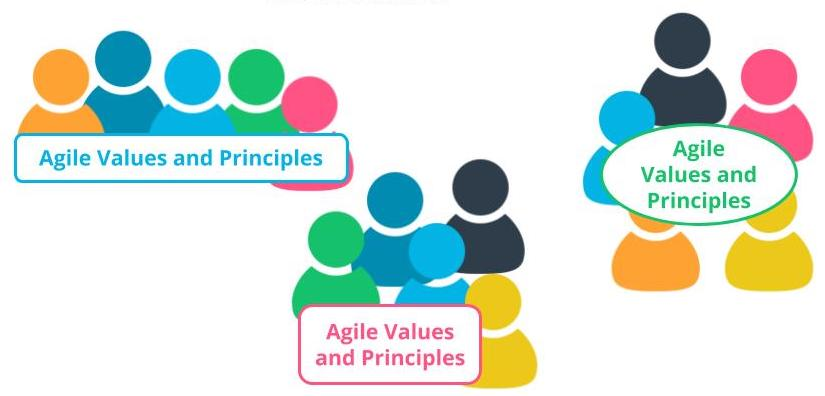 Agile Values and Principles
Agile
Values and
Principles
Agile Values
and Principles